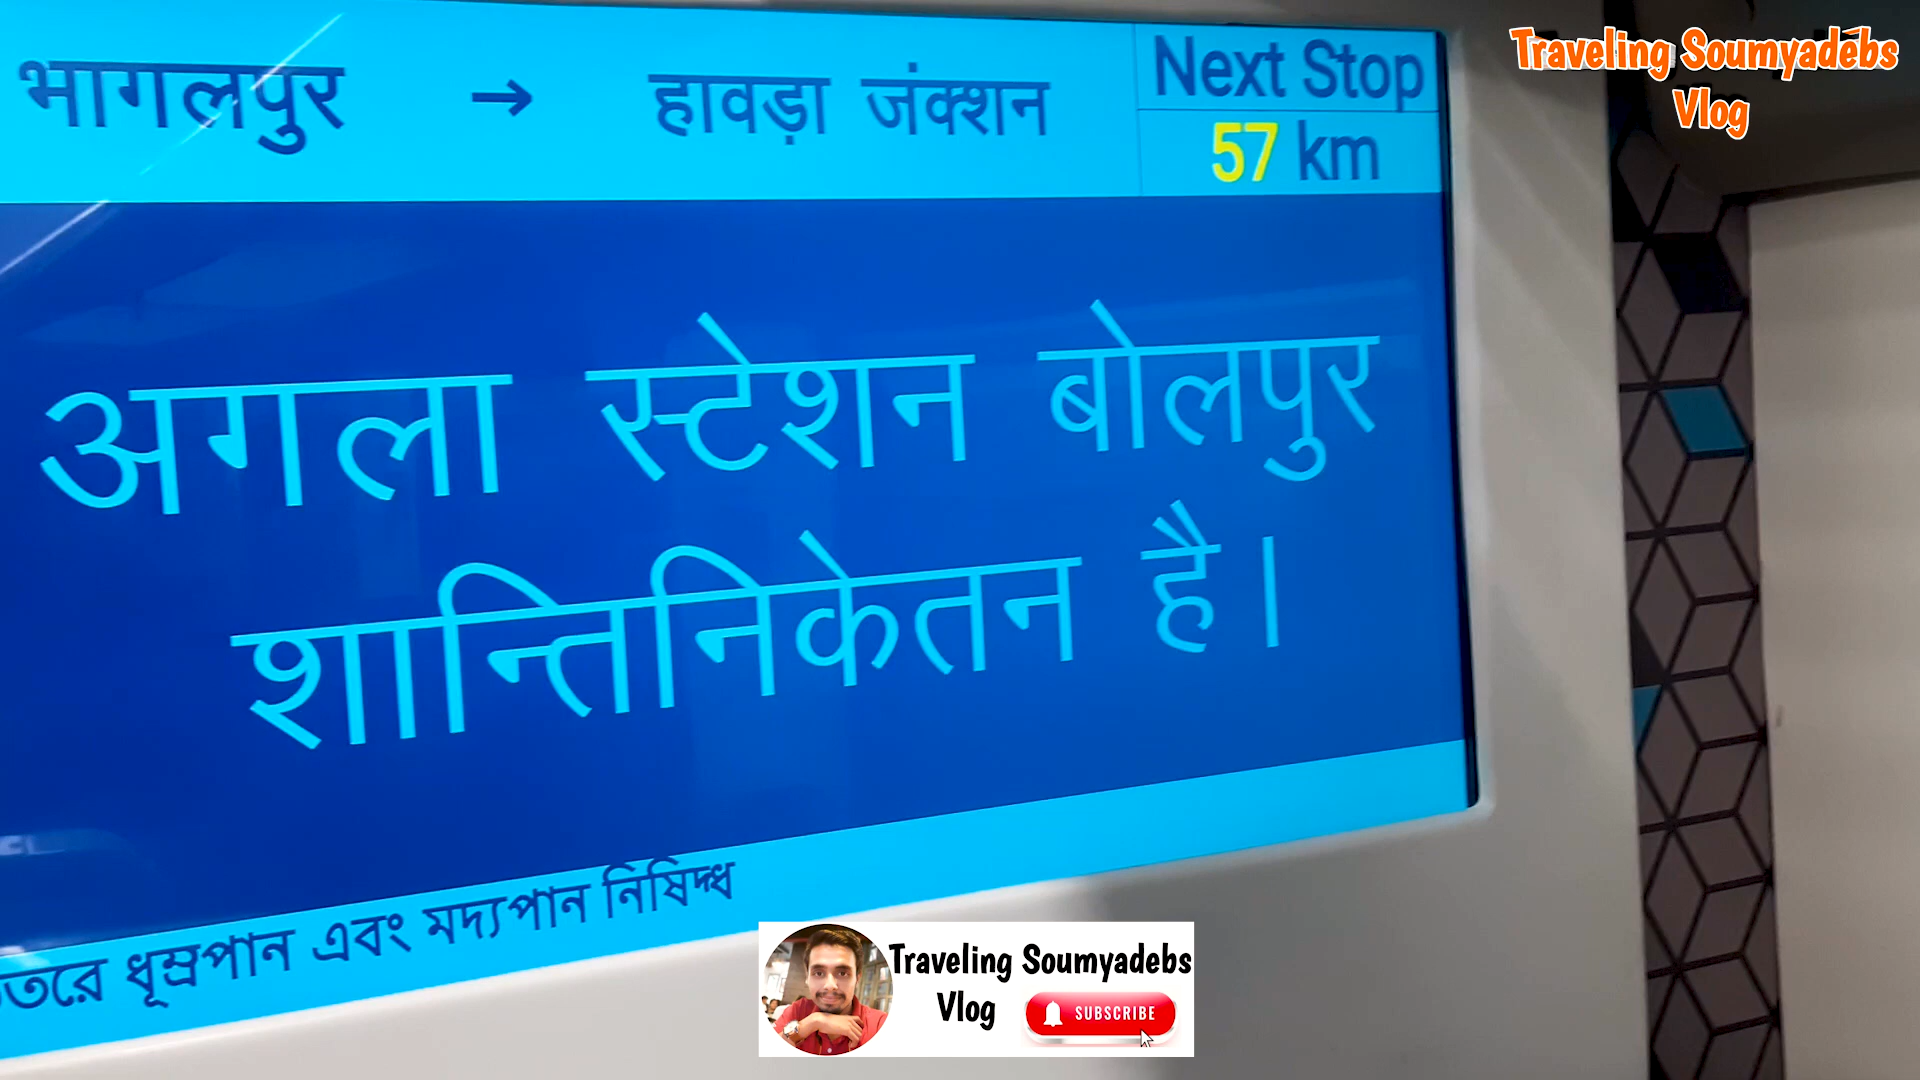 भागलपुर → हावड़ा जंक्शन
Next Stop
57 km
अगला स्टेशन बोलपुर
शान्तिनिकेतन है।
ধূম্রপান এবং মদ্যপান নিষিদ্ধ
Traveling Soumyadebs
Vlog
Traveling Soumyadebs
Vlog
SUBSCRIBE